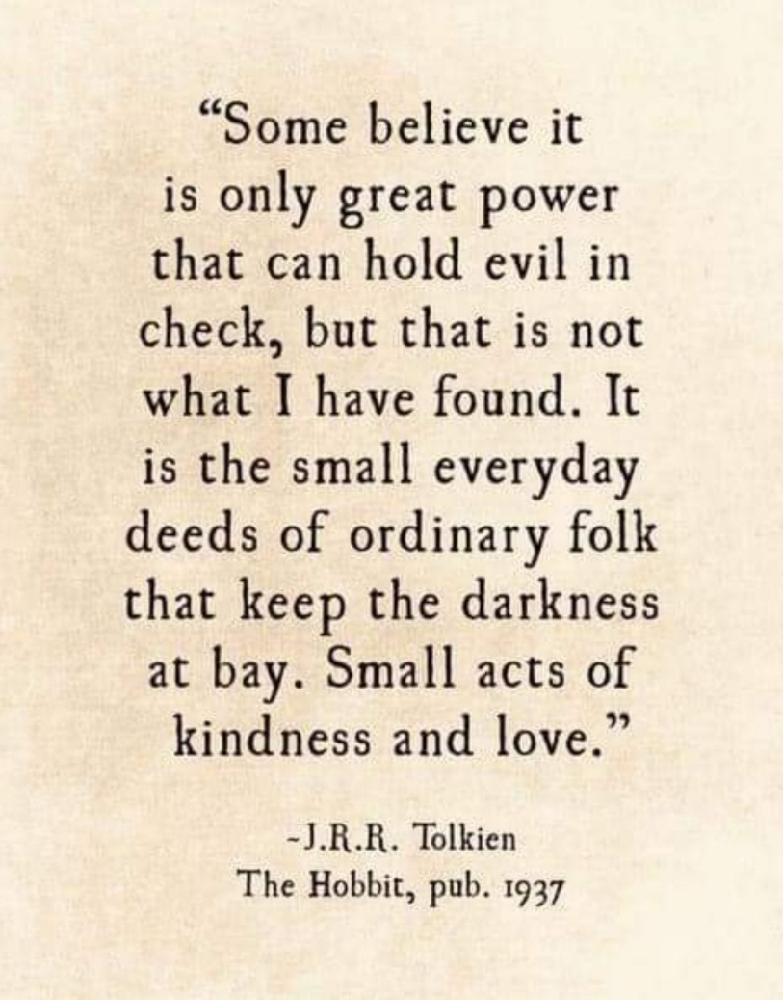 “Some believe it
is only great power
that can hold evil in
check, but that is not
what I have found. It
is the small everyday
deeds of ordinary folk
that keep the darkness
at bay. Small acts of
kindness and love.”
~J.R.R. Tolkien
The Hobbit, pub. 1937